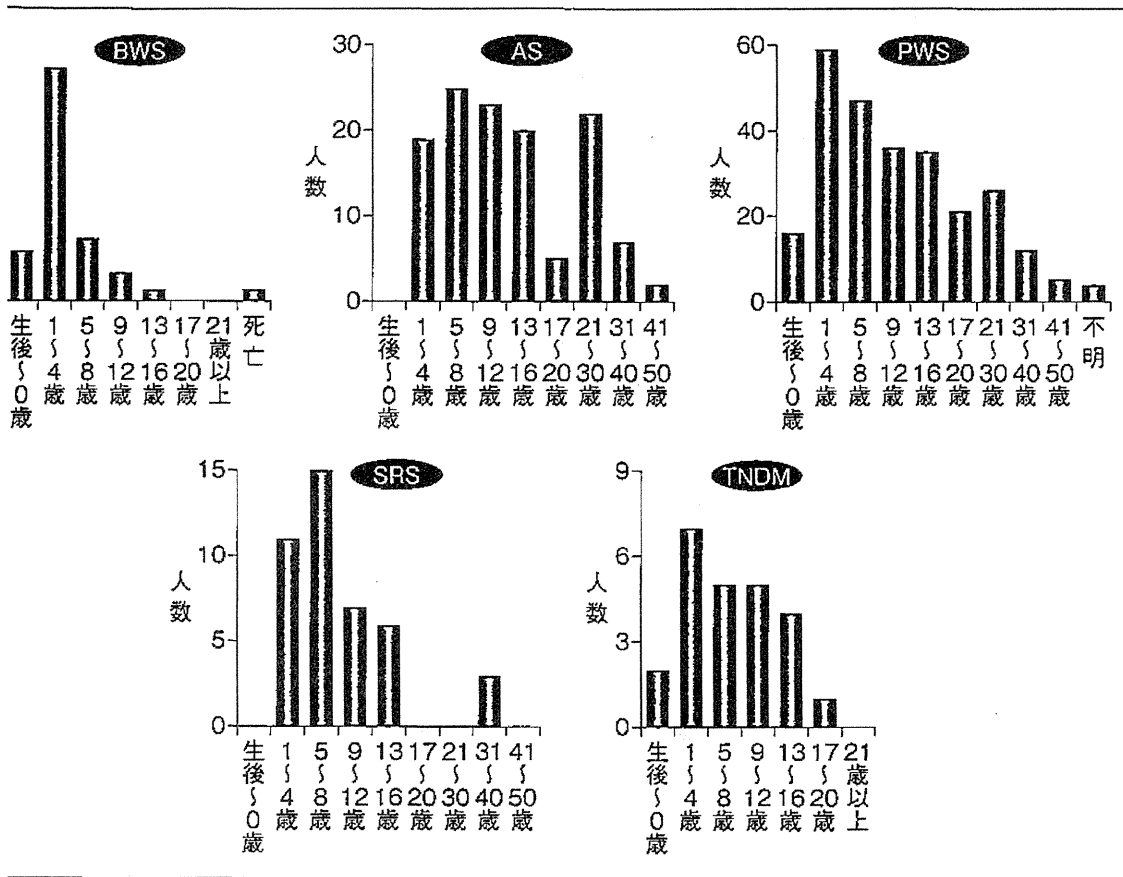 BWS
生後〜0歳
1〜4歳
5〜8歳
9〜12歳
13〜16歳
17〜20歳
21歳以上
死亡
AS
人数
30
20
10
0
生後〜0歳
1〜4歳
5〜8歳
9〜12歳
13〜16歳
17〜20歳
21〜30歳
31〜40歳
41〜50歳
PWS
人数
60
40
20
0
生後〜0歳
1〜4歳
5〜8歳
9〜12歳
13〜16歳
17〜20歳
21〜30歳
31〜40歳
41〜50歳
不明
SRS
人数
15
10
5
0
生後〜0歳
1〜4歳
5〜8歳
9〜12歳
13〜16歳
17〜20歳
21〜30歳
31〜40歳
41〜50歳
TNDM
人数
9
6
3
0
生後〜0歳
1〜4歳
5〜8歳
9〜12歳
13〜16歳
17〜20歳
21歳以上